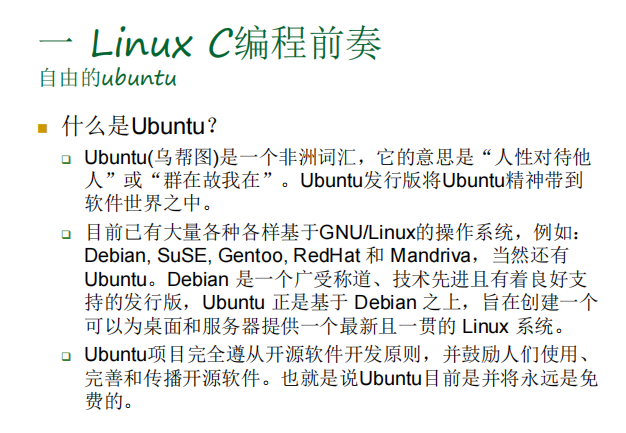 一 Linux C编程前奏
自由的ubuntu
什么是Ubuntu？
Ubuntu(乌帮图)是一个非洲词汇，它的意思是“人性对待他
人”或“群在故我在”。Ubuntu发行版将Ubuntu精神带到
软件世界之中。
目前已有大量各种各样基于GNU/Linux的操作系统，例如：
Debian, SuSE, Gentoo, RedHat 和 Mandriva，当然还有
Ubuntu。Debian 是一个广受称道、技术先进且有着良好支
持的发行版，Ubuntu 正是基于 Debian 之上，旨在创建一个
可以为桌面和服务器提供一个最新且一贯的 Linux 系统。
Ubuntu项目完全遵从开源软件开发原则，并鼓励人们使用、
完善和传播开源软件。也就是说Ubuntu目前是并将永远是免
费的。